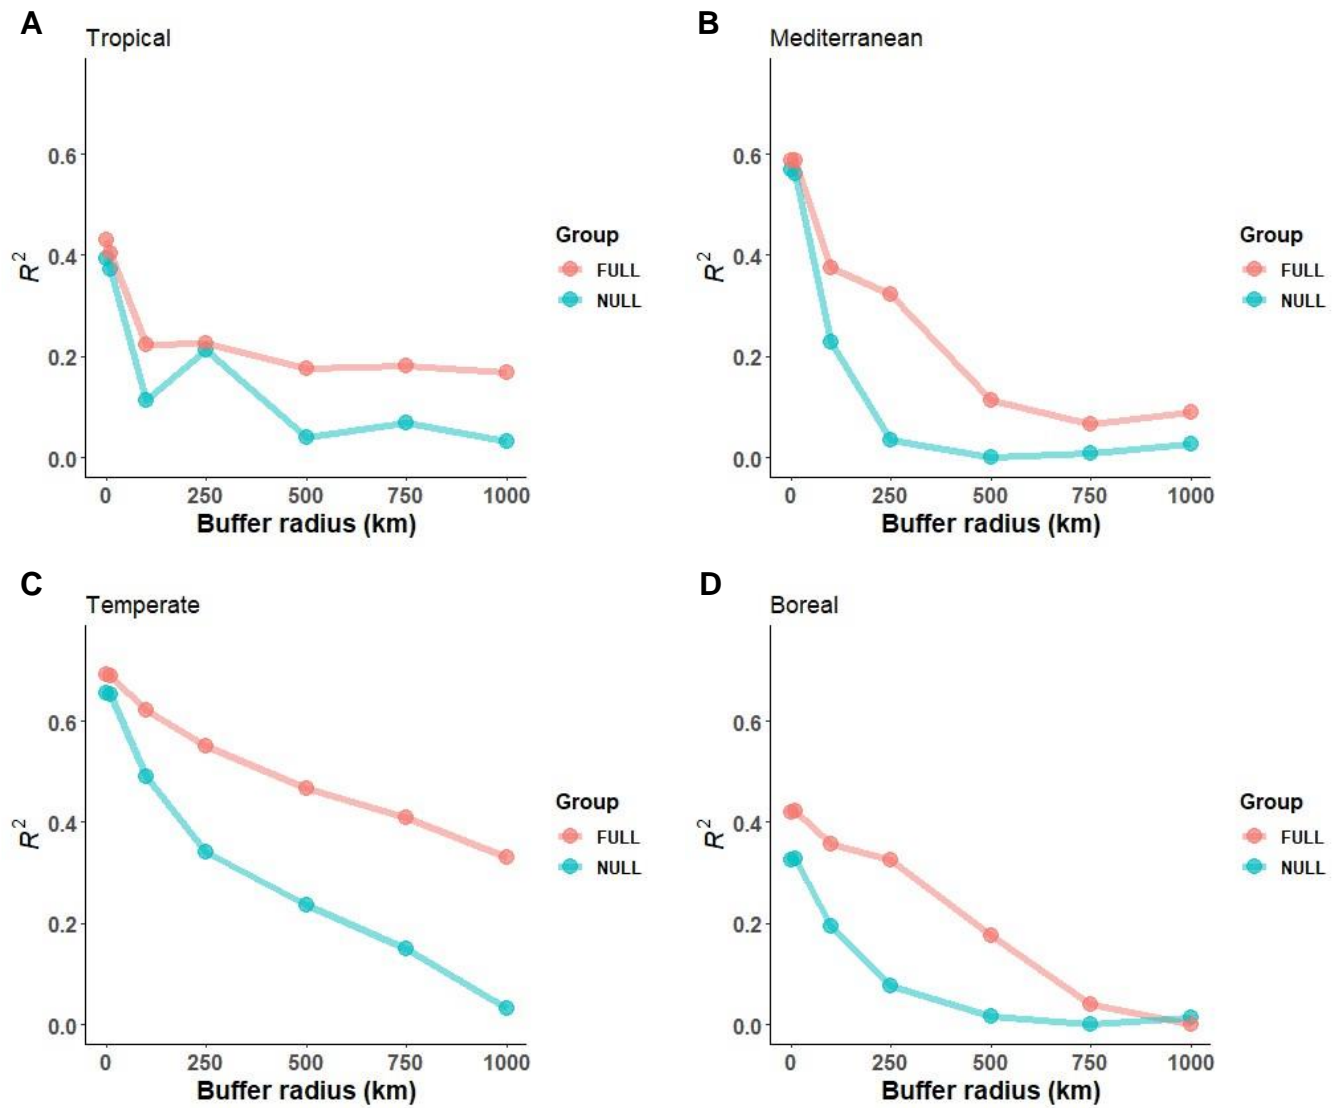 A
Tropical
0.6
0.4
0.2
0.0
R²
0 250 500 750 1000
Buffer radius (km)
Group
FULL
NULL
B
Mediterranean
0.6
0.4
0.2
0.0
R²
0 250 500 750 1000
Buffer radius (km)
Group
FULL
NULL
C
Temperate
0.6
0.4
0.2
0.0
R²
0 250 500 750 1000
Buffer radius (km)
Group
FULL
NULL
D
Boreal
0.6
0.4
0.2
0.0
R²
0 250 500 750 1000
Buffer radius (km)
Group
FULL
NULL